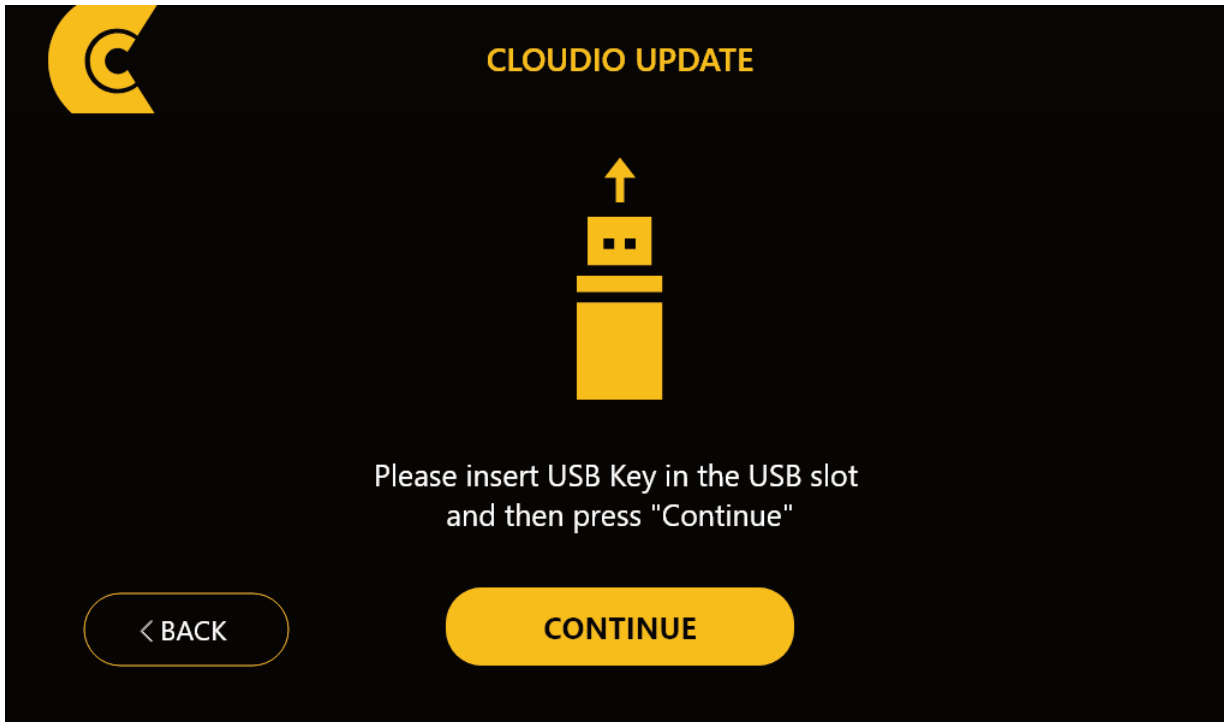 CLOUDIO UPDATE
Please insert USB Key in the USB slot
and then press "Continue"
< BACK
CONTINUE